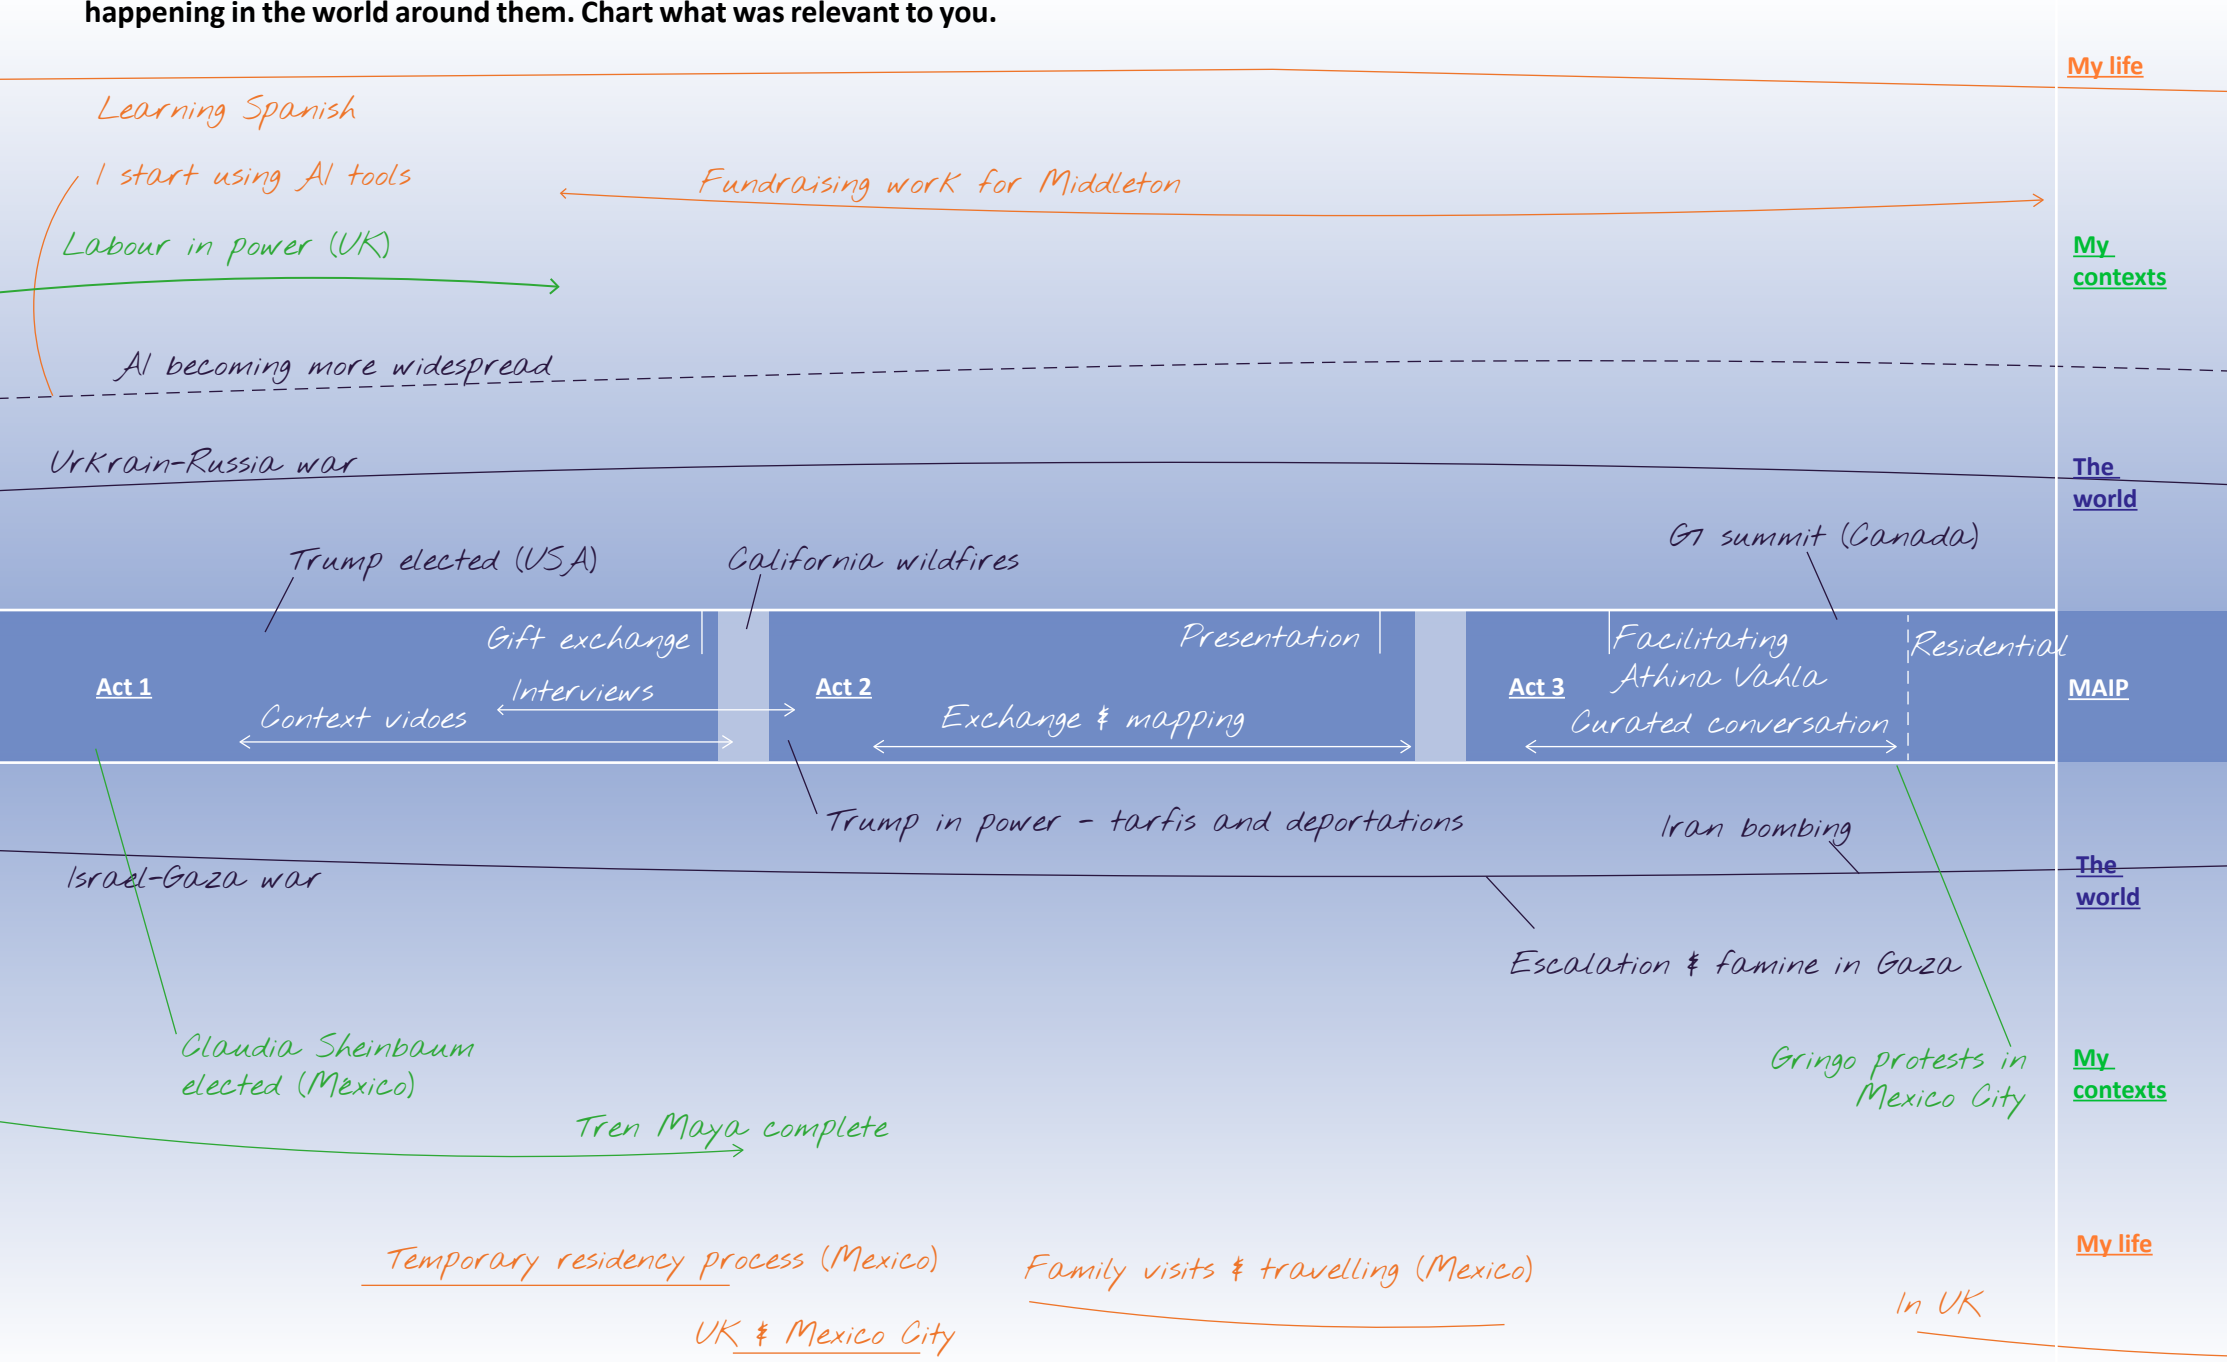 happening in the world around them. Chart what was relevant to you.
My life
Learning Spanish
I start using AI tools
Fundraising work for Middleton
Labour in power (UK)
My
contexts
AI becoming more widespread
UrKrain-Russia war
The
world
G7 summit (Canada)
Trump elected (USA)
California wildfires
Gift exchange
Presentation
Facilitating
Athina Vahla
Residential
Act 1
Interviews
Act 2
Act 3
MAIP
Context vidoes
Exchange & mapping
Curated conversation
Trump in power - tarfis and deportations
Iran bombing
Israel-Gaza war
The
world
Escalation & famine in Gaza
Claudia Sheinbaum
elected (Mexico)
Gringo protests in
Mexico City
My
contexts
Tren Maya complete
My life
Temporary residency process (Mexico)
Family visits & travelling (Mexico)
In UK
UK & Mexico City